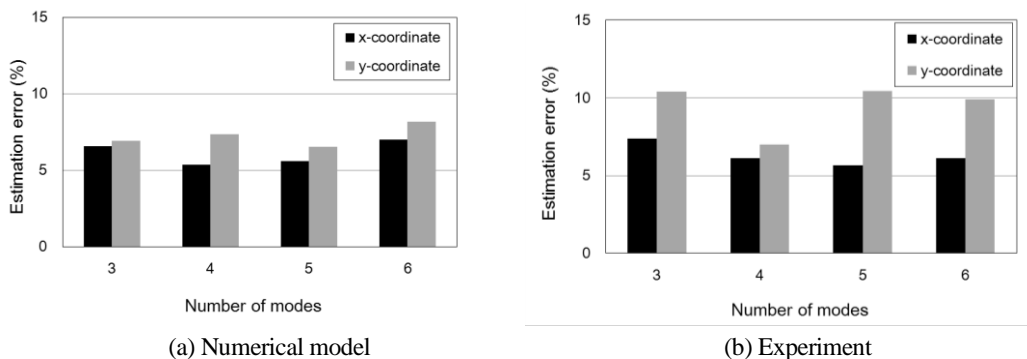 15
10
5
0
Estimation error (%)
x-coordinate
y-coordinate
3 4 5 6
Number of modes
(a) Numerical model
15
10
5
0
Estimation error (%)
x-coordinate
y-coordinate
3 4 5 6
Number of modes
(b) Experiment